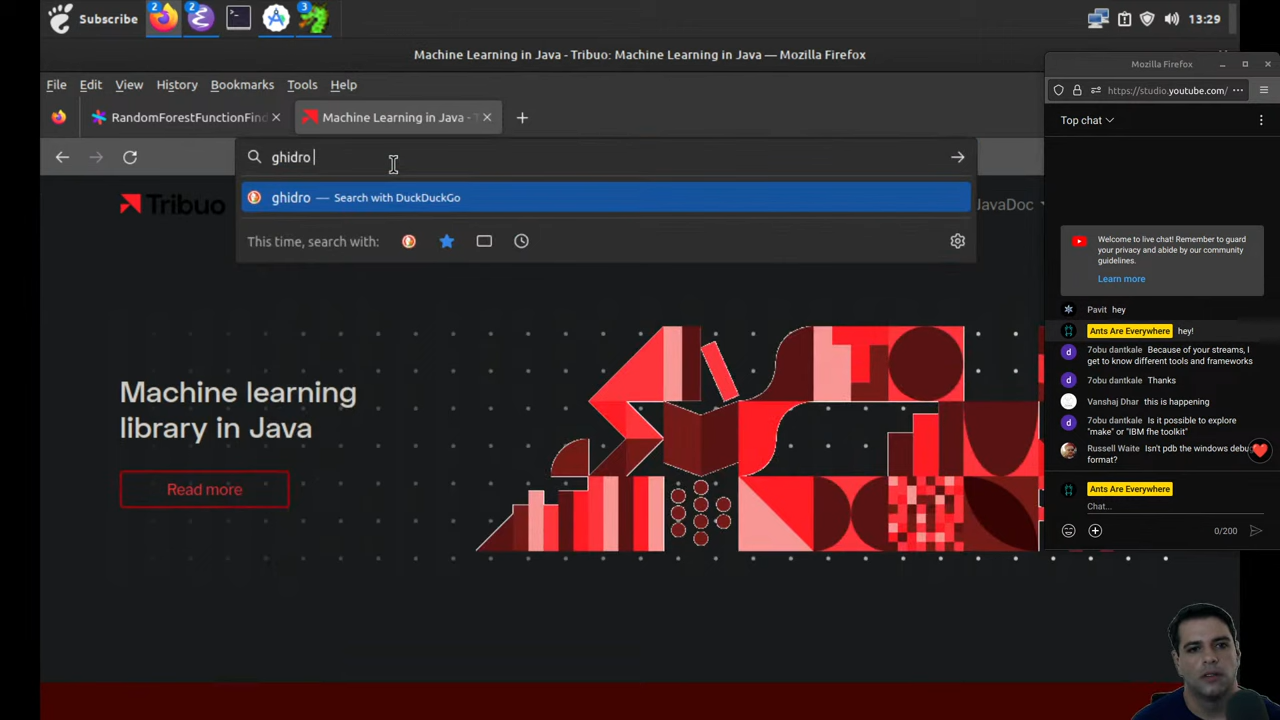 Subscribe
2
2
3
13:29
Machine Learning in Java - Tribuo: Machine Learning in Java — Mozilla Firefox
File Edit View History Bookmarks Tools Help
RandomForestFunctionFind
Machine Learning in Java -
ghidro
ghidro — Search with DuckDuckGo
This time, search with:
Tribuo
JavaDoc
Machine learning
library in Java
Read more
Mozilla Firefox
https://studio.youtube.com/
Top chat
Welcome to live chat! Remember to guard
your privacy and abide by our community
guidelines.
Learn more
Pavit hey
Ants Are Everywhere hey!
7obu dantkale Because of your streams, I
get to know different tools and frameworks
7obu dantkale Thanks
Vanshaj Dhar this is happening
7obu dantkale Is it possible to explore
"make" or "IBM fhe toolkit"
Russell Waite Isn't pdb the windows debu
format?
Ants Are Everywhere
Chat...
0/200